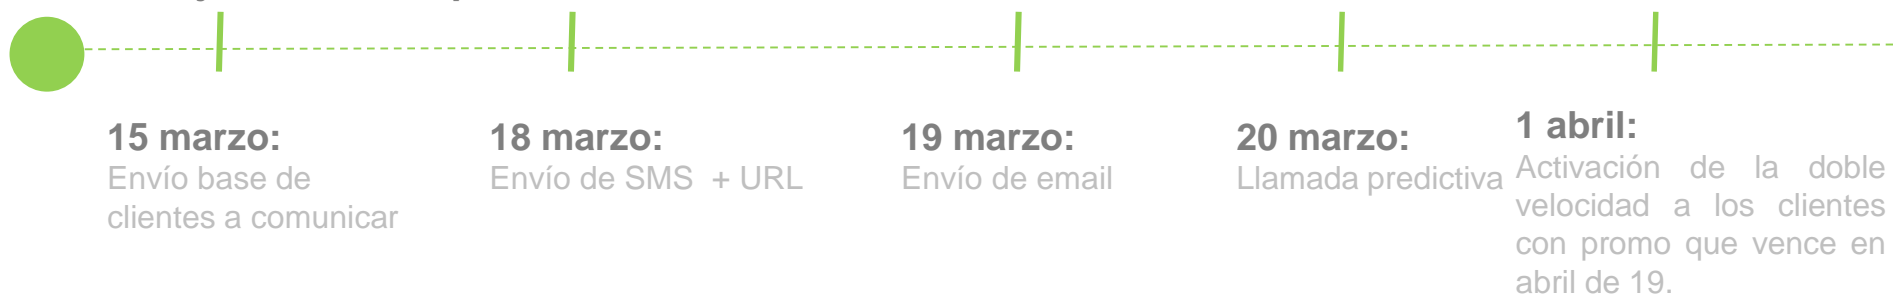 15 marzo:
Envío base de
clientes a comunicar
18 marzo:
Envío de SMS + URL
19 marzo:
Envío de email
20 marzo:
Llamada predictiva
1 abril:
Activación de la doble
velocidad a los clientes
con promo que vence en
abril de 19.